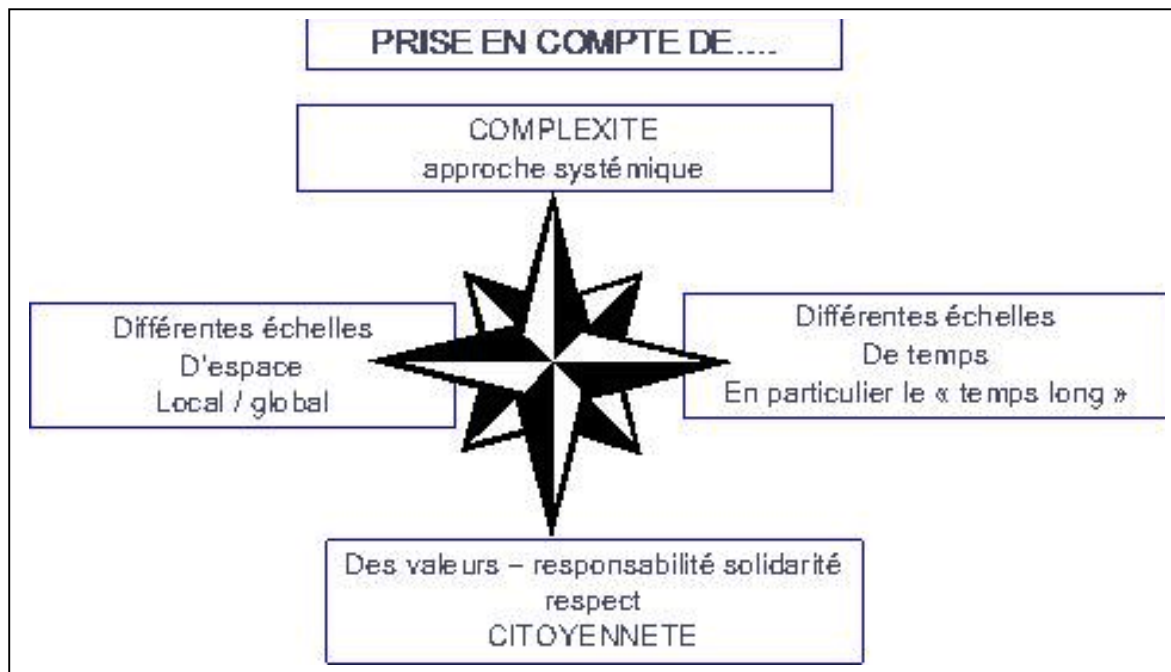 PRISE EN COMPTE DE.....
COMPLEXITE
approche systémique
Différentes échelles
D'espace
Local / global
Différentes échelles
De temps
En particulier le « temps long »
Des valeurs – responsabilité solidarité
respect
CITOYENNETE